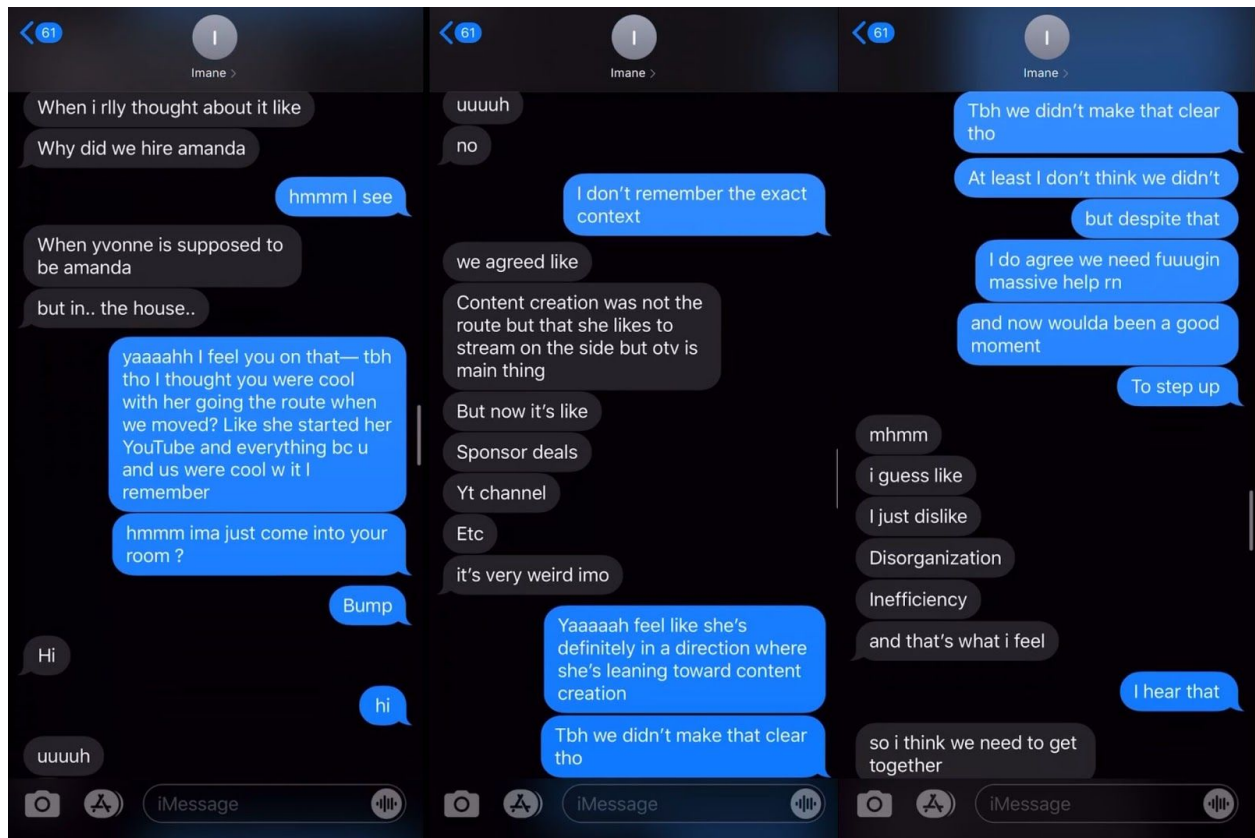 61
I
Imane >
When i rlly thought about it like
Why did we hire amanda
hmmm I see
When yvonne is supposed to
be amanda
but in.. the house..
yaaaahh I feel you on that— tbh
tho I thought you were cool
with her going the route when
we moved? Like she started her
YouTube and everything bc u
and us were cool w it I
remember
hmmm ima just come into your
room ?
Bump
Hi
hi
uuuuh
iMessage
61
I
Imane >
uuuuh
no
I don't remember the exact
context
we agreed like
Content creation was not the
route but that she likes to
stream on the side but otv is
main thing
But now it's like
Sponsor deals
Yt channel
Etc
it's very weird imo
Yaaaaah feel like she's
definitely in a direction where
she's leaning toward content
creation
Tbh we didn't make that clear
tho
iMessage
61
I
Imane >
Tbh we didn't make that clear
tho
At least I don't think we didn't
but despite that
I do agree we need fuuugin
massive help rn
and now woulda been a good
moment
To step up
mhmm
i guess like
I just dislike
Disorganization
Inefficiency
and that's what i feel
I hear that
so i think we need to get
together
iMessage